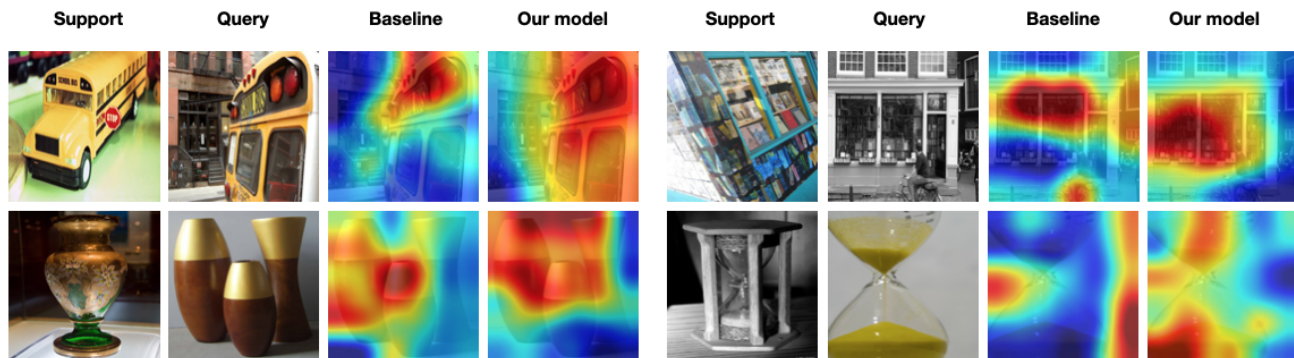 Support Query Baseline Our model Support Query Baseline Our model
SCHOOL BUS
STOP